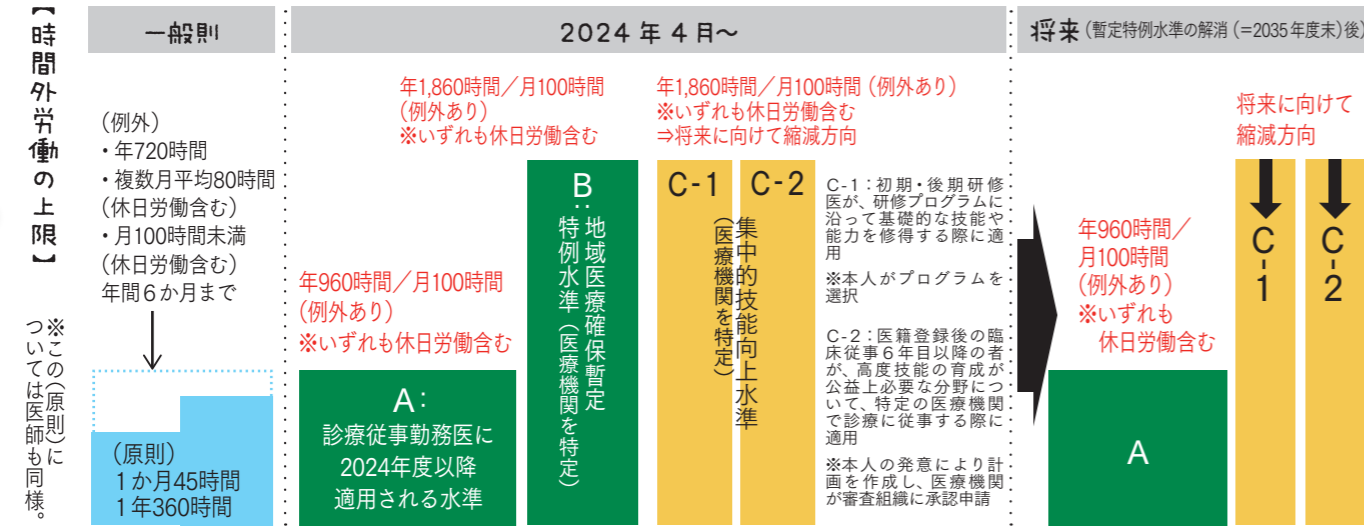 【時間外労働の上限】
※この(原則)に
ついては医師も同様。
一般則
(例外)
・年720時間
・複数月平均80時間
(休日労働含む)
・月100時間未満
(休日労働含む)
年間6か月まで
(原則)
1か月45時間
1年360時間
2024年4月～
年960時間／月100時間
(例外あり)
※いずれも休日労働含む
A：
診療従事勤務医に
2024年度以降
適用される水準
年1,860時間／月100時間
(例外あり)
※いずれも休日労働含む
B：
地域医療確保暫定
特例水準(医療機関を特定)
年1,860時間／月100時間(例外あり)
※いずれも休日労働含む
⇒将来に向けて縮減方向
C-1
C-2
集中的技能向上水準
(医療機関を特定)
C-1：初期・後期研修
医が、研修プログラムに
沿って基礎的な技能や
能力を修得する際に適
用
※本人がプログラムを
選択
C-2：医籍登録後の臨
床従事6年目以降の者
が、高度技能の育成が
公益上必要な分野につ
いて、特定の医療機関
で診療に従事する際に
適用
※本人の発意により計
画を作成し、医療機関
が審査組織に承認申請
将来(暫定特例水準の解消(=2035年度末)後)
年960時間／
月100時間
(例外あり)
※いずれも
休日労働含む
A
将来に向けて
縮減方向
C-1
C-2